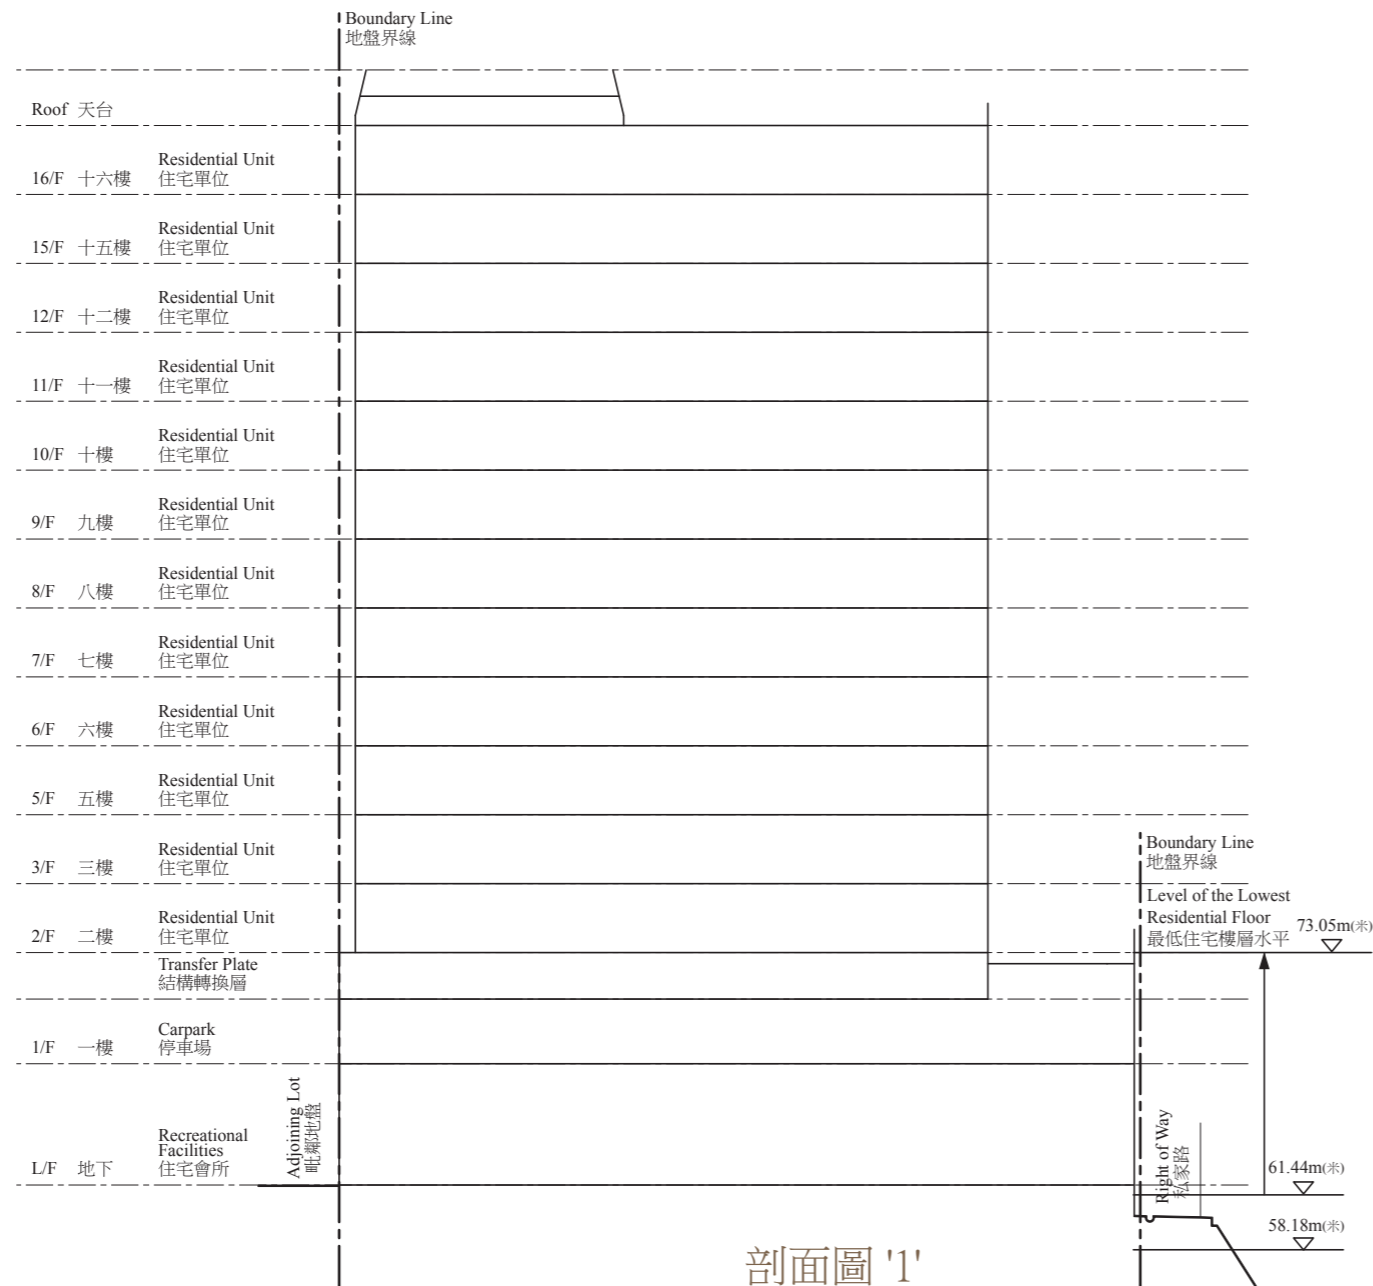 Boundary Line
地盤界線
Roof 天台
Residential Unit
16/F 十六樓 住宅單位
Residential Unit
15/F 十五樓 住宅單位
Residential Unit
12/F 十二樓 住宅單位
Residential Unit
11/F 十一樓 住宅單位
Residential Unit
10/F 十樓 住宅單位
Residential Unit
9/F 九樓 住宅單位
Residential Unit
8/F 八樓 住宅單位
Residential Unit
7/F 七樓 住宅單位
Residential Unit
6/F 六樓 住宅單位
Residential Unit
5/F 五樓 住宅單位
Residential Unit
3/F 三樓 住宅單位
Residential Unit
2/F 二樓 住宅單位
Transfer Plate
結構轉換層
Carpark
1/F 一樓 停車場
Recreational
Facilities
L/F 地下 住宅會所
Adjoining Lot
毗鄰地盤
Boundary Line
地盤界線
Level of the Lowest
Residential Floor
最低住宅樓層水平
73.05m(米)
Right of Way
私家路
61.44m(米)
58.18m(米)
剖面圖 '1'